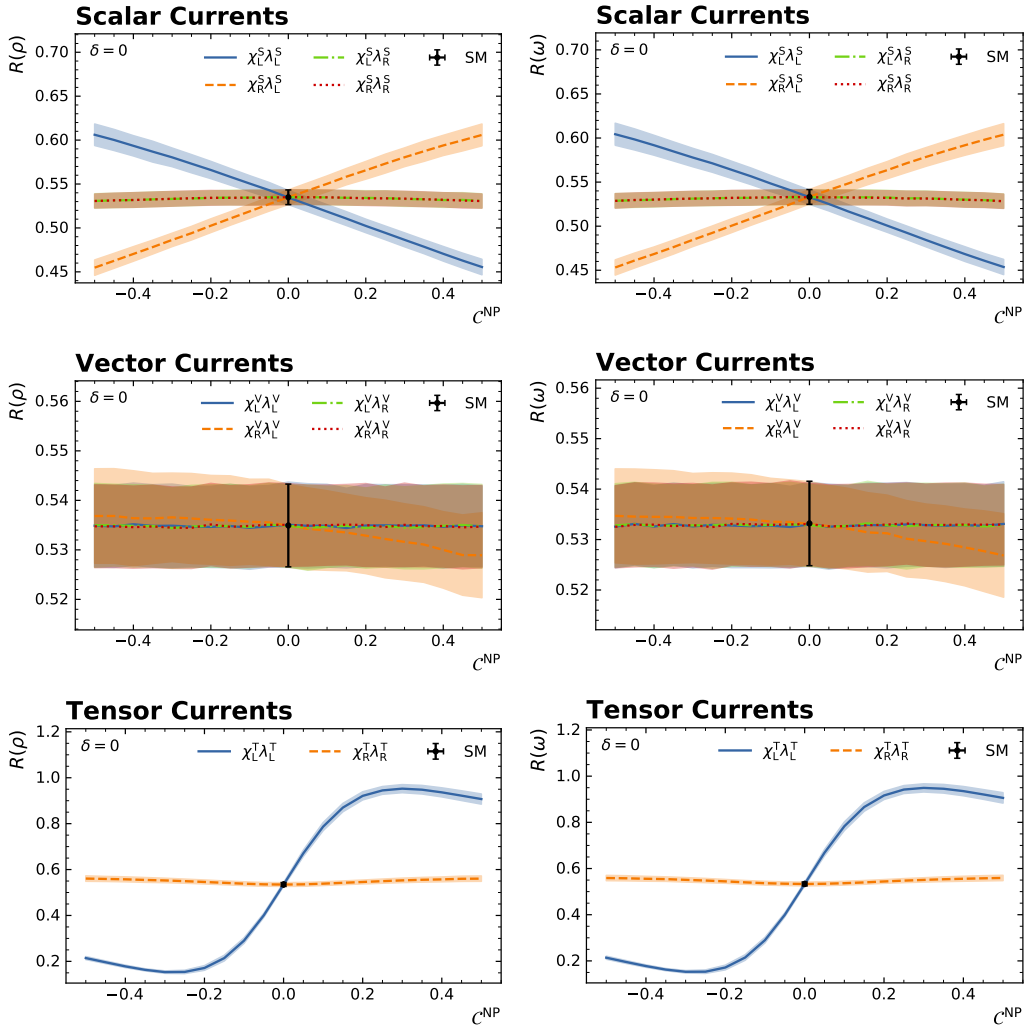 Scalar Currents
R(ρ)
δ = 0
χ_L^S λ_L^S
χ_R^S λ_L^S
χ_L^S λ_R^S
χ_R^S λ_R^S
SM
0.70
0.65
0.60
0.55
0.50
0.45
−0.4 −0.2 0.0 0.2 0.4
C^NP
Scalar Currents
R(ω)
δ = 0
χ_L^S λ_L^S
χ_R^S λ_L^S
χ_L^S λ_R^S
χ_R^S λ_R^S
SM
0.70
0.65
0.60
0.55
0.50
0.45
−0.4 −0.2 0.0 0.2 0.4
C^NP
Vector Currents
R(ρ)
δ = 0
χ_L^V λ_L^V
χ_R^V λ_L^V
χ_L^V λ_R^V
χ_R^V λ_R^V
SM
0.56
0.55
0.54
0.53
0.52
−0.4 −0.2 0.0 0.2 0.4
C^NP
Vector Currents
R(ω)
δ = 0
χ_L^V λ_L^V
χ_R^V λ_L^V
χ_L^V λ_R^V
χ_R^V λ_R^V
SM
0.56
0.55
0.54
0.53
0.52
−0.4 −0.2 0.0 0.2 0.4
C^NP
Tensor Currents
R(ρ)
δ = 0
χ_L^T λ_L^T
χ_R^T λ_R^T
SM
1.2
1.0
0.8
0.6
0.4
0.2
−0.4 −0.2 0.0 0.2 0.4
C^NP
Tensor Currents
R(ω)
δ = 0
χ_L^T λ_L^T
χ_R^T λ_R^T
SM
1.2
1.0
0.8
0.6
0.4
0.2
−0.4 −0.2 0.0 0.2 0.4
C^NP